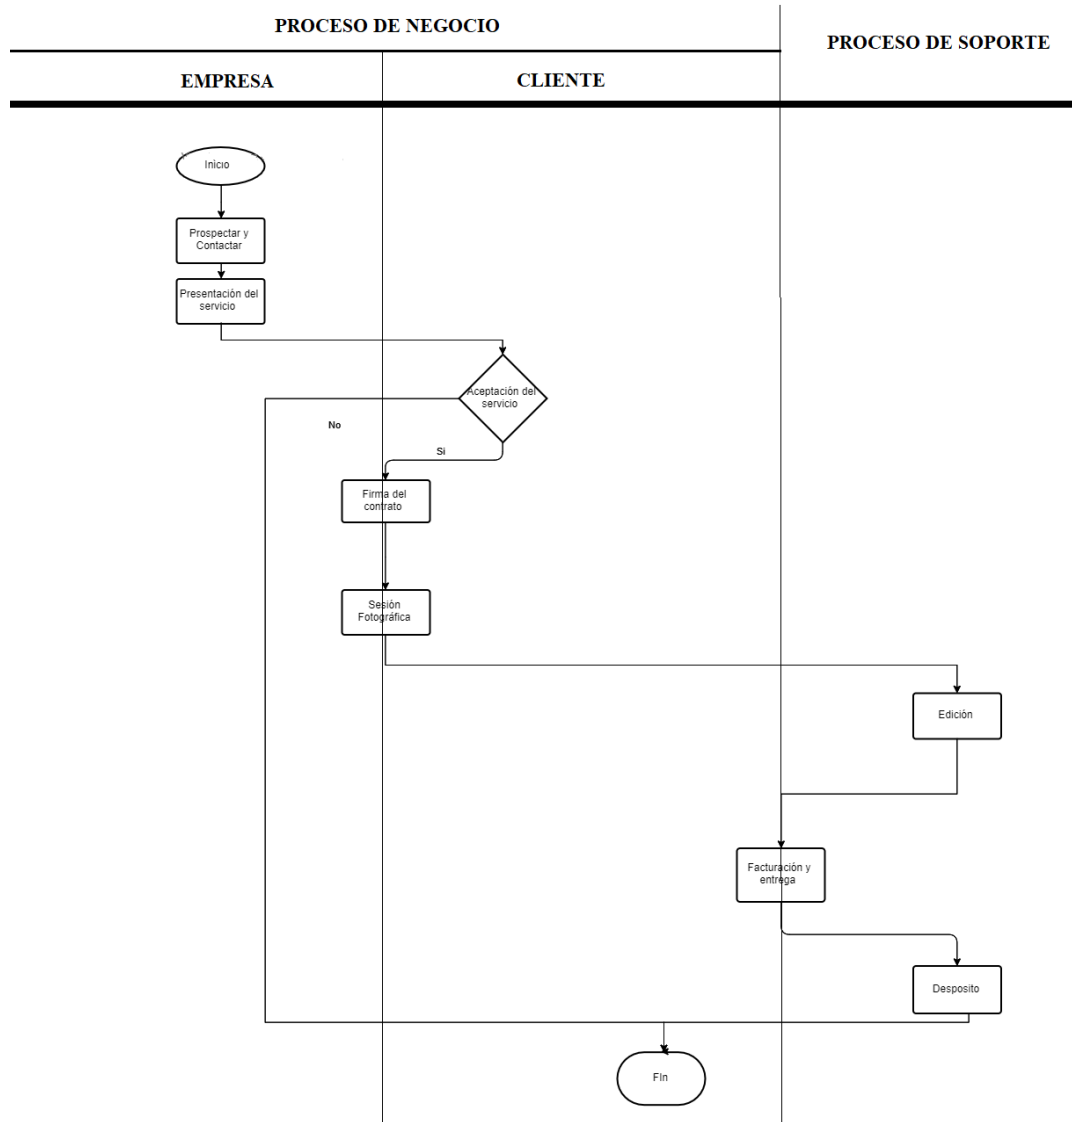 PROCESO DE NEGOCIO
PROCESO DE SOPORTE
EMPRESA
CLIENTE
Inicio
Prospectar y
Contactar
Presentación del
servicio
Aceptación del
servicio
No
Si
Firma del
contrato
Sesión
Fotográfica
Edición
Facturación y
entrega
Desposito
FIn